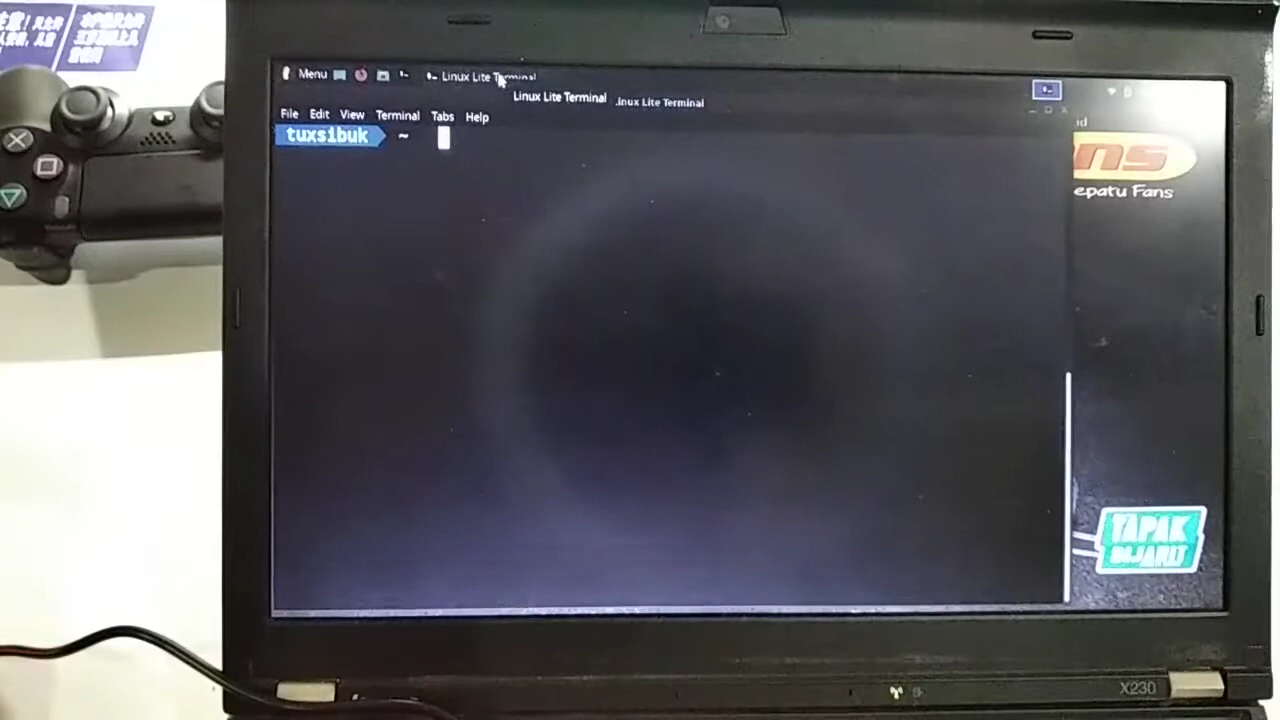 Menu
Linux Lite Terminal
Linux Lite Terminal
.inux Lite Terminal
File Edit View Terminal Tabs Help
tuxsibuk ~
id
ns
epatu Fans
TAPAK
X230